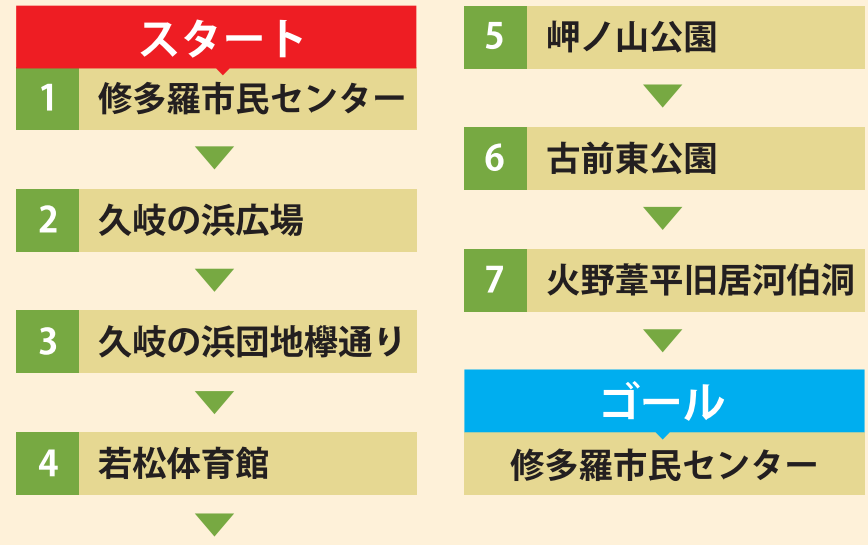 スタート
1 修多羅市民センター
2 久岐の浜広場
3 久岐の浜団地欅通り
4 若松体育館
5 岬ノ山公園
6 古前東公園
7 火野葦平旧居河伯洞
ゴール
修多羅市民センター